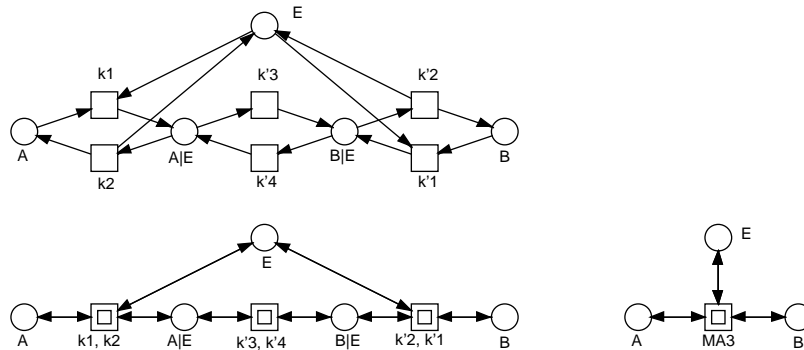 E
k1 k'3 k'2
A A|E B|E B
k2 k'4 k'1
E E
A k1, k2 A|E k'3, k'4 B|E k'2, k'1 B A MA3 B